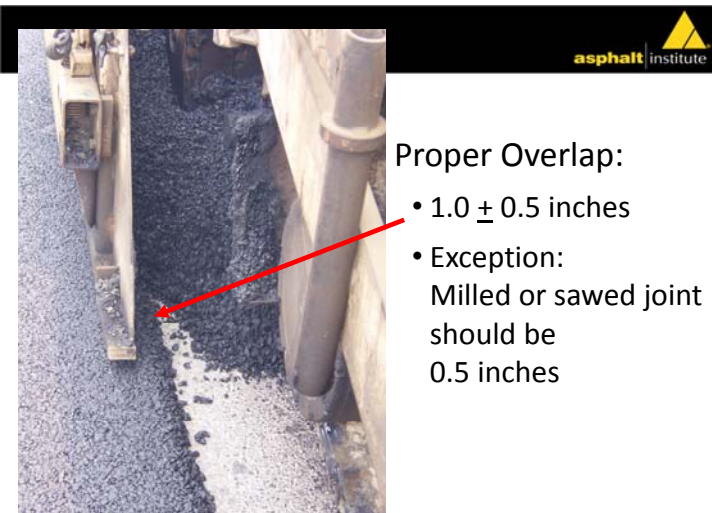 asphalt institute
Proper Overlap:
• 1.0 ± 0.5 inches
• Exception:
Milled or sawed joint
should be
0.5 inches